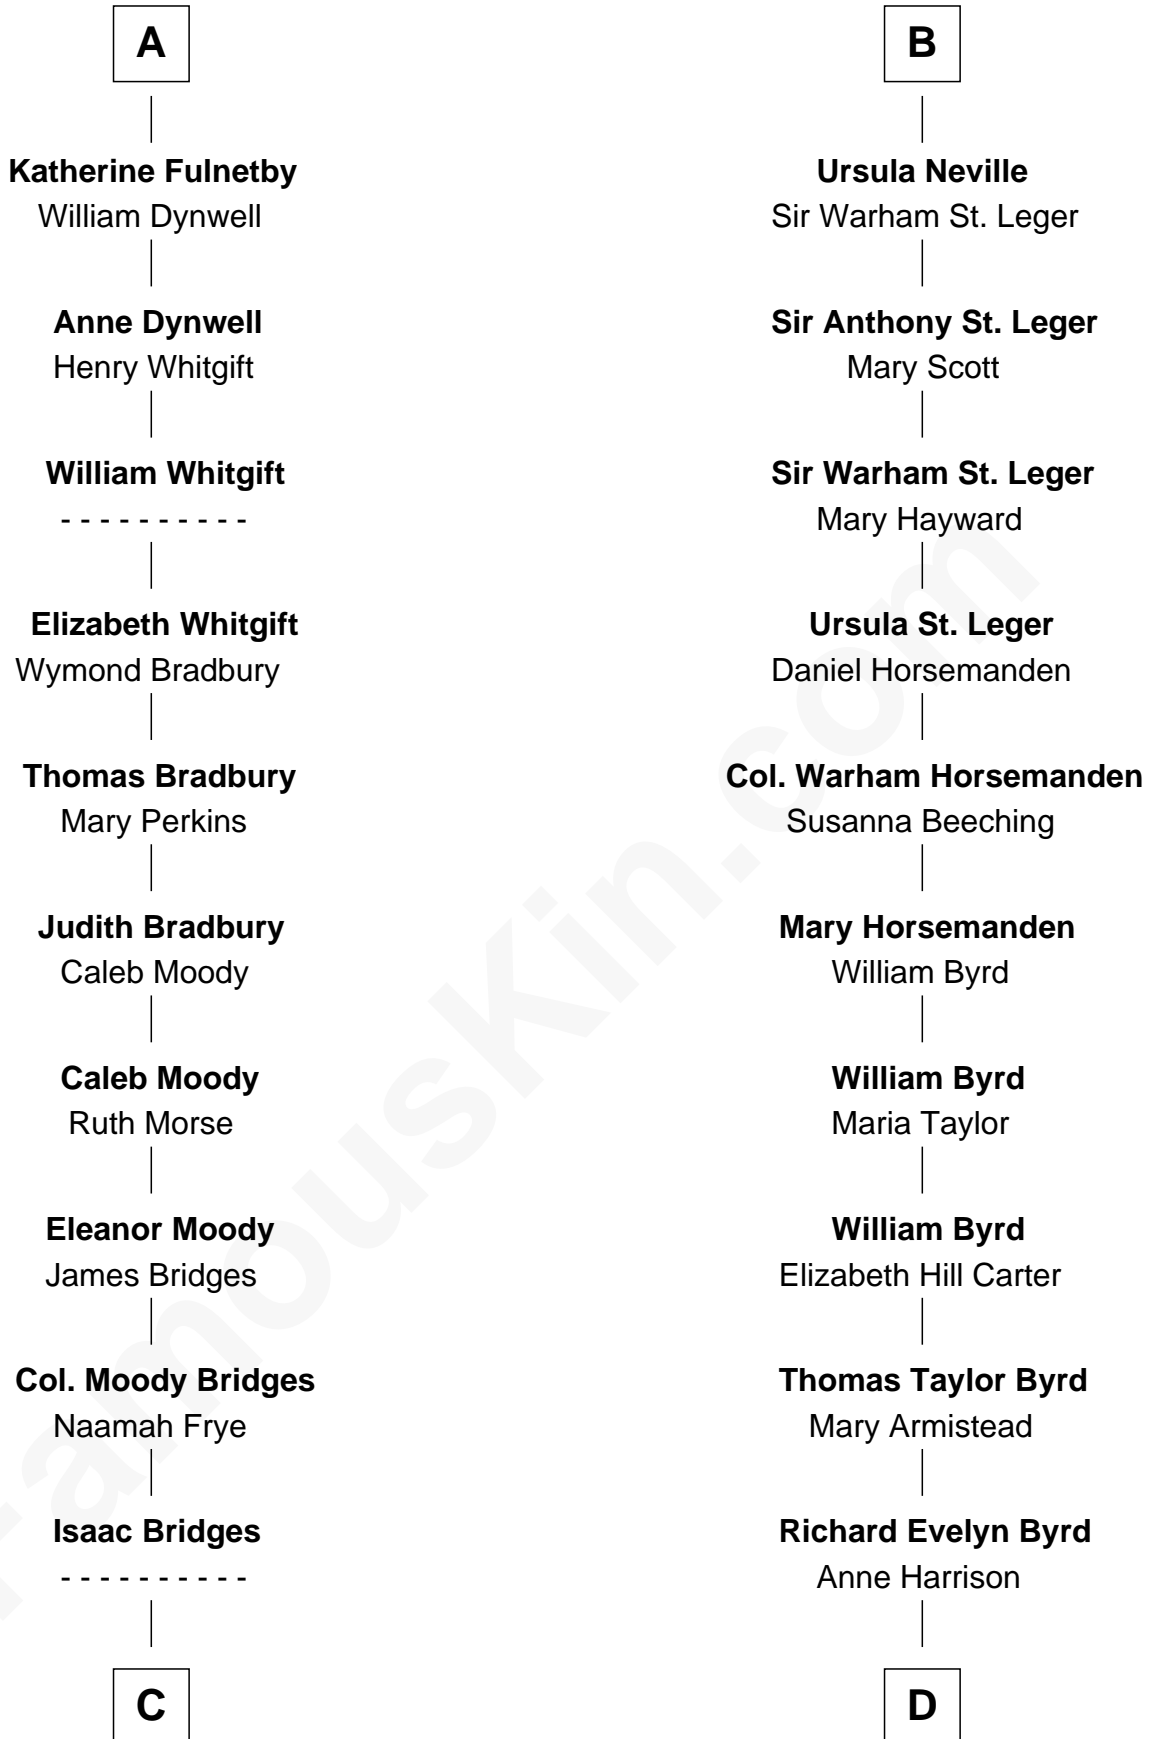 A
Katherine Fulnetby
William Dynwell
Anne Dynwell
Henry Whitgift
William Whitgift
- - - - - - - - - -
Elizabeth Whitgift
Wymond Bradbury
Thomas Bradbury
Mary Perkins
Judith Bradbury
Caleb Moody
Caleb Moody
Ruth Morse
Eleanor Moody
James Bridges
Col. Moody Bridges
Naamah Frye
Isaac Bridges
- - - - - - - - - -
C
B
Ursula Neville
Sir Warham St. Leger
Sir Anthony St. Leger
Mary Scott
Sir Warham St. Leger
Mary Hayward
Ursula St. Leger
Daniel Horsemanden
Col. Warham Horsemanden
Susanna Beeching
Mary Horsemanden
William Byrd
William Byrd
Maria Taylor
William Byrd
Elizabeth Hill Carter
Thomas Taylor Byrd
Mary Armistead
Richard Evelyn Byrd
Anne Harrison
D
FamousKin.com